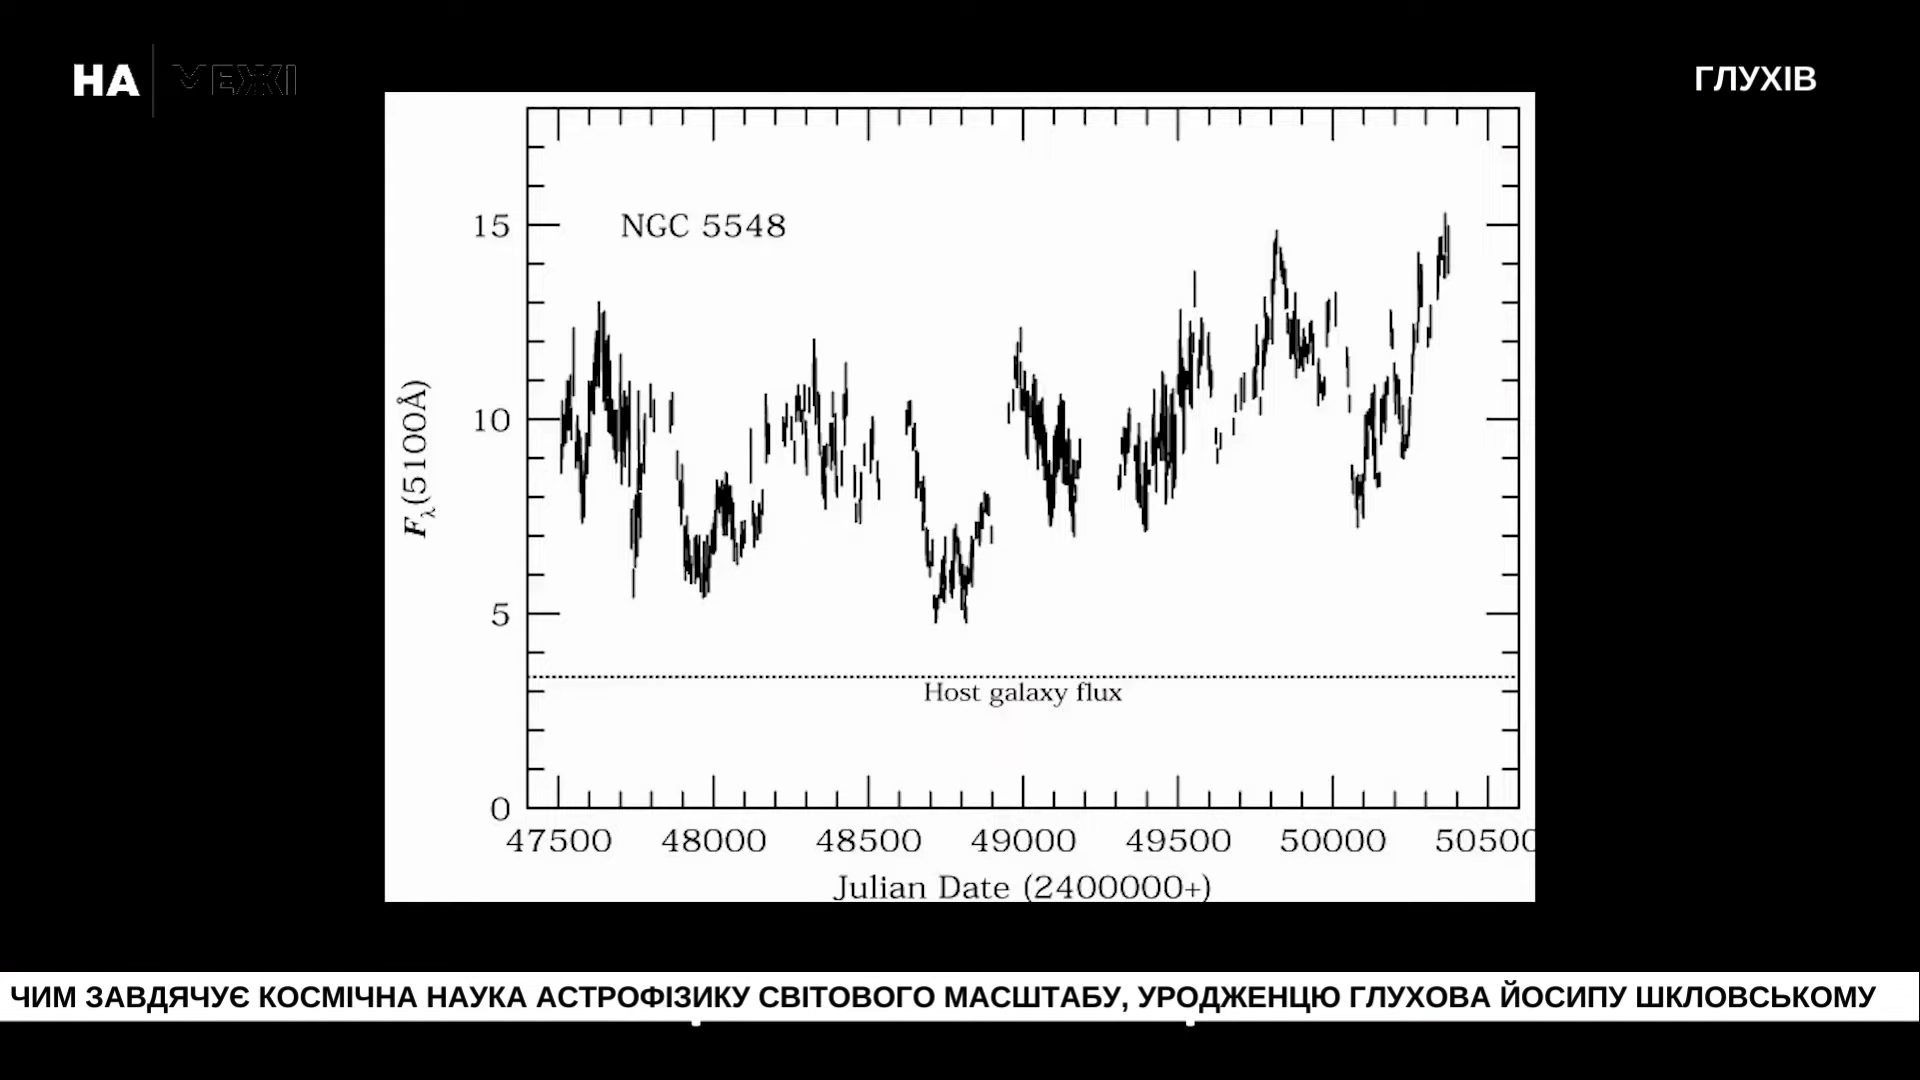 НА МЕЖІ
ГЛУХІВ
NGC 5548
15
10
5
0
Fλ(5100Å)
Host galaxy flux
47500 48000 48500 49000 49500 50000 50500
Julian Date (2400000+)
ЧИМ ЗАВДЯЧУЄ КОСМІЧНА НАУКА АСТРОФІЗИКУ СВІТОВОГО МАСШТАБУ, УРОДЖЕНЦЮ ГЛУХОВА ЙОСИПУ ШКЛОВСЬКОМУ